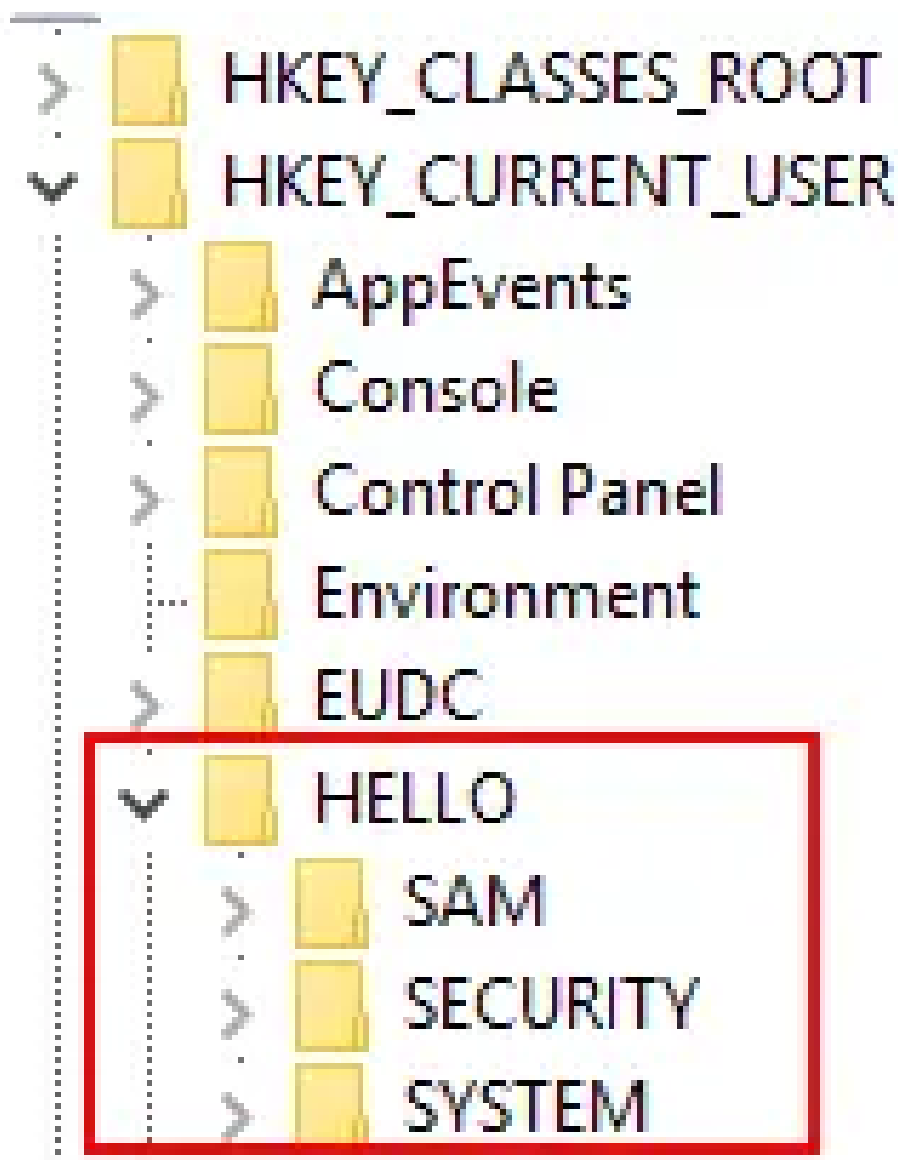 HKEY_CLASSES_ROOT
HKEY_CURRENT_USER
AppEvents
Console
Control Panel
Environment
EUDC
HELLO
SAM
SECURITY
SYSTEM